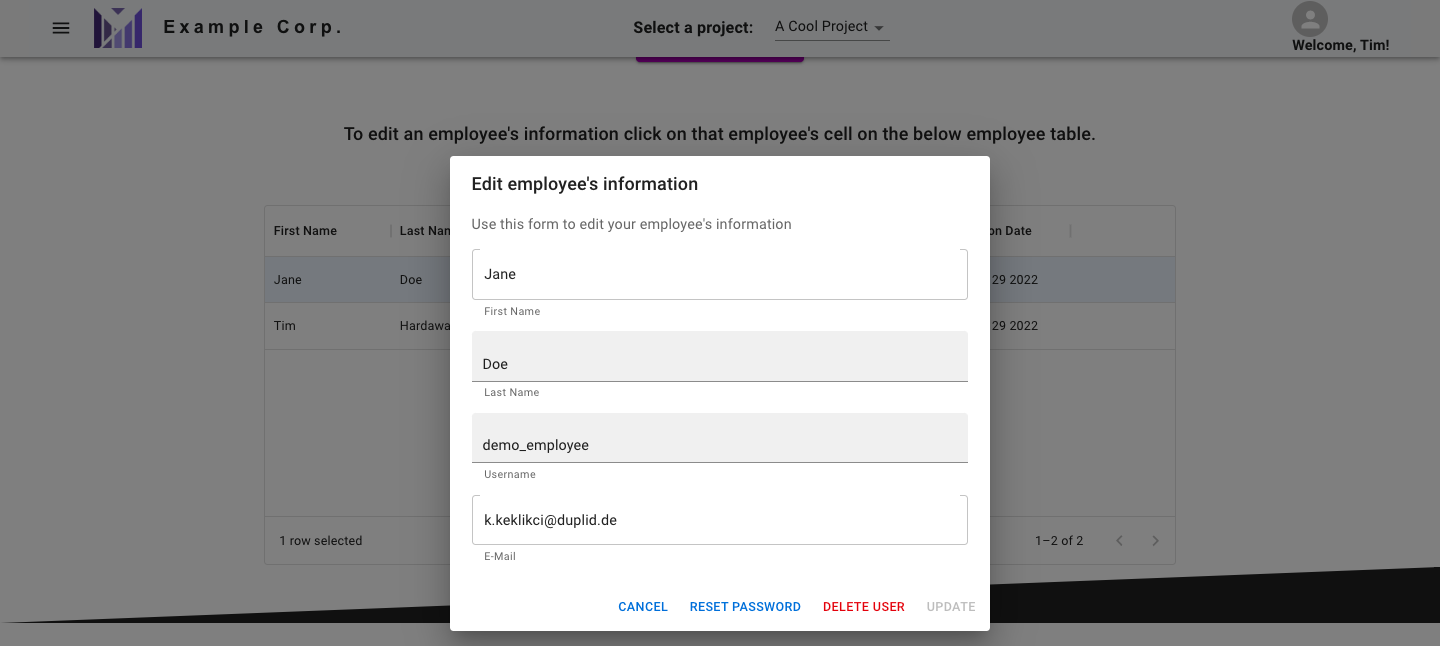 Example Corp.
Select a project:
A Cool Project
Welcome, Tim!
To edit an employee's information click on that employee's cell on the below employee table.
Edit employee's information
Use this form to edit your employee's information
Jane
First Name
Doe
Last Name
demo_employee
Username
k.keklikci@duplid.de
E-Mail
CANCEL
RESET PASSWORD
DELETE USER
UPDATE
First Name
Last Nam
on Date
Jane
Doe
29 2022
Tim
Hardawa
29 2022
1 row selected
1–2 of 2